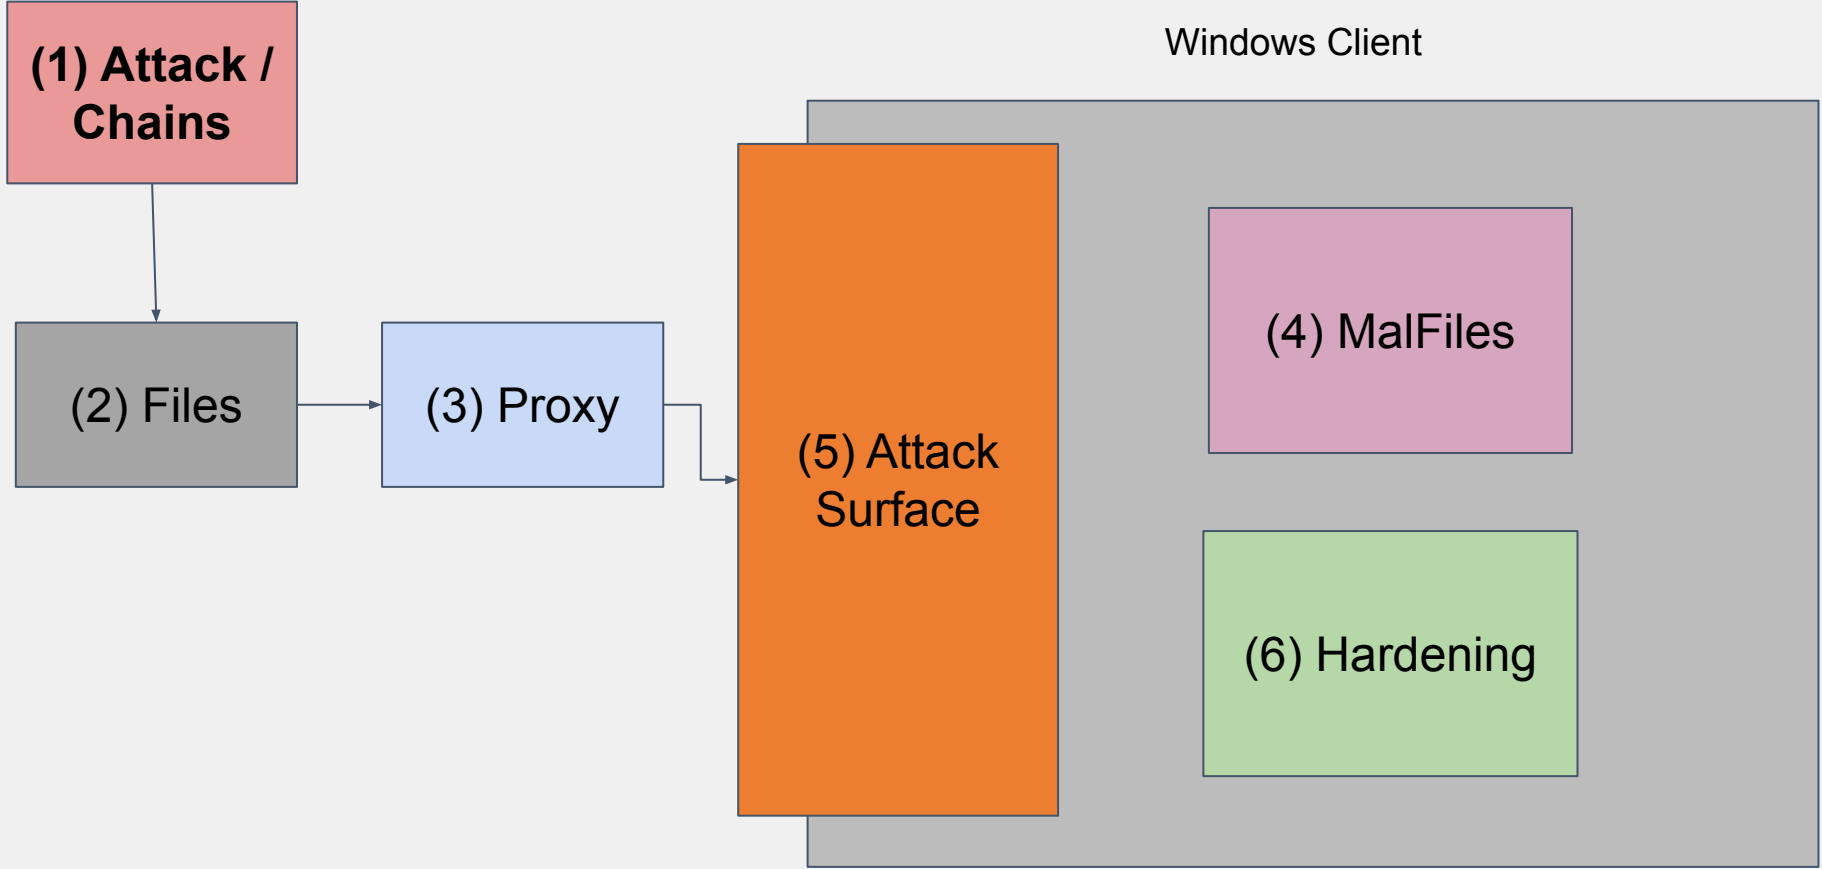 Windows Client
(1) Attack /
Chains
(2) Files
(3) Proxy
(5) Attack
Surface
(4) MalFiles
(6) Hardening